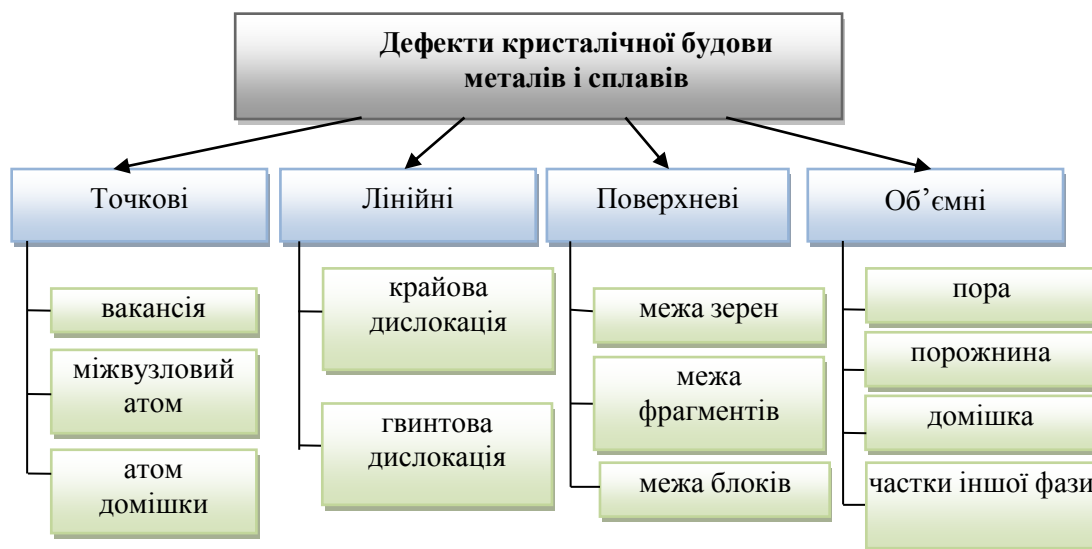 Дефекти кристалічної будови
металів і сплавів
Точкові
Лінійні
Поверхневі
Об’ємні
вакансія
міжвузловий
атом
атом
домішки
крайова
дислокація
гвинтова
дислокація
межа зерен
межа
фрагментів
межа блоків
пора
порожнина
домішка
частки іншої фази